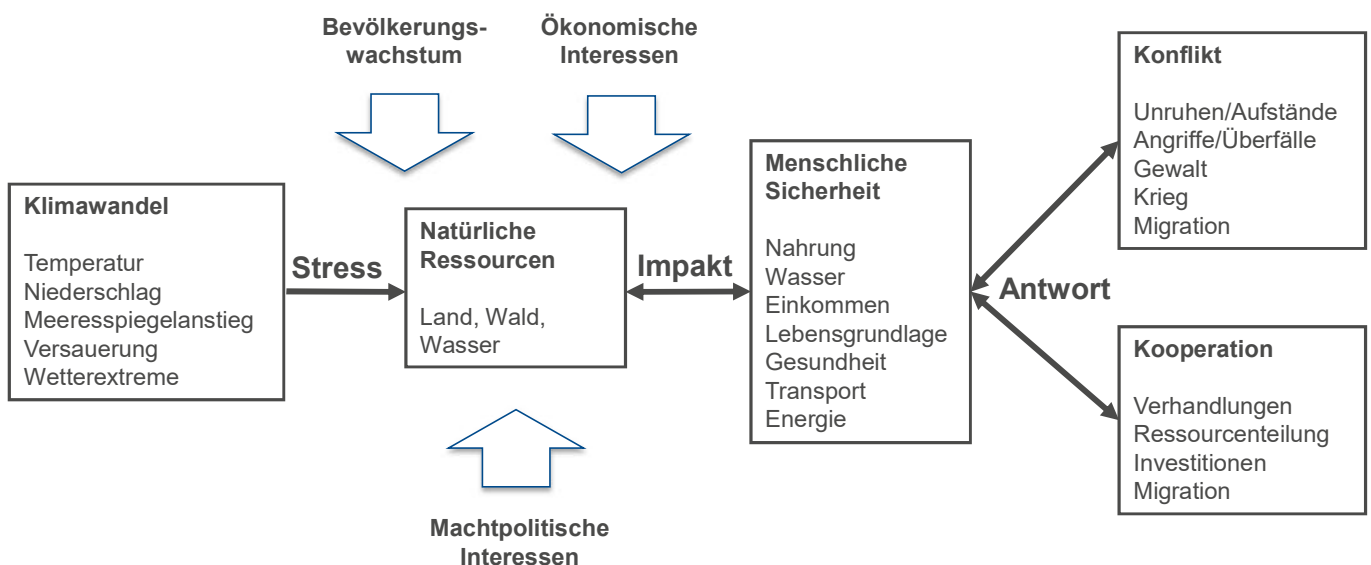 Bevölkerungs-
wachstum
Ökonomische
Interessen
Klimawandel
Temperatur
Niederschlag
Meeresspiegelanstieg
Versauerung
Wetterextreme
Stress
Natürliche
Ressourcen
Land, Wald,
Wasser
Machtpolitische
Interessen
Impakt
Menschliche
Sicherheit
Nahrung
Wasser
Einkommen
Lebensgrundlage
Gesundheit
Transport
Energie
Antwort
Konflikt
Unruhen/Aufstände
Angriffe/Überfälle
Gewalt
Krieg
Migration
Kooperation
Verhandlungen
Ressourcenteilung
Investitionen
Migration